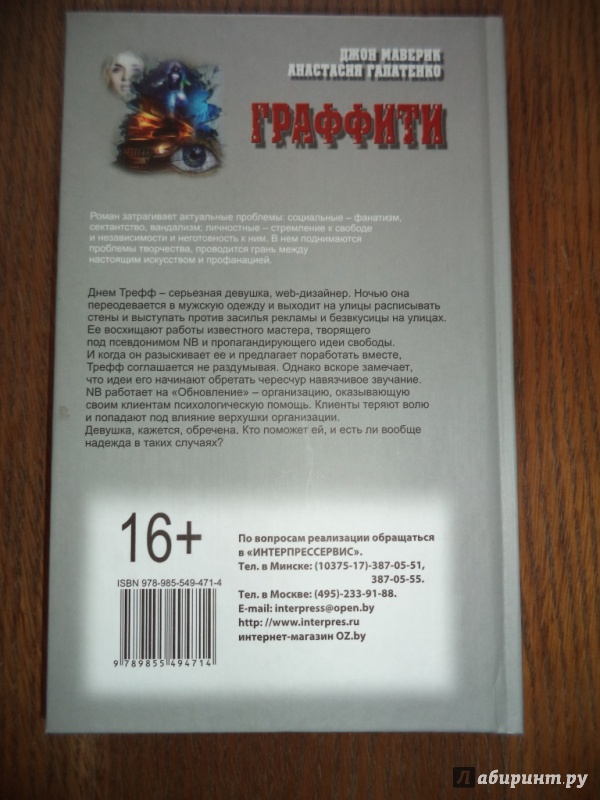 ДЖОН МАВЕРИК
АНАСТАСИЯ ГАЛАТЕНКО
ГРАФФИТИ
Роман затрагивает актуальные проблемы: социальные – фанатизм,
сектантство, вандализм; личностные – стремление к свободе
и независимости и неготовность к ним. В нем поднимаются
проблемы творчества, проводится грань между
настоящим искусством и профанацией.
Днем Трефф – серьезная девушка, web-дизайнер. Ночью она
переодевается в мужскую одежду и выходит на улицы расписывать
стены и выступать против засилья рекламы и безвкусицы на улицах.
Ее восхищают работы известного мастера, творящего
под псевдонимом NB и пропагандирующего идеи свободы.
И когда он разыскивает ее и предлагает поработать вместе,
Трефф соглашается не раздумывая. Однако вскоре замечает,
что идеи его начинают обретать чересчур навязчивое звучание.
NB работает на «Обновление» – организацию, оказывающую
своим клиентам психологическую помощь. Клиенты теряют волю
и попадают под влияние верхушки организации.
Девушка, кажется, обречена. Кто поможет ей, и есть ли вообще
надежда в таких случаях?
16+
По вопросам реализации обращаться
в «ИНТЕРПРЕССЕРВИС».
Тел. в Минске: (10375-17)-387-05-51,
387-05-55.
Тел. в Москве: (495)-233-91-88.
E-mail: interpress@open.by
http: //www.interpres.ru
интернет-магазин OZ.by
ISBN 978-985-549-471-4
9 789855 494714
Лабиринт.ру